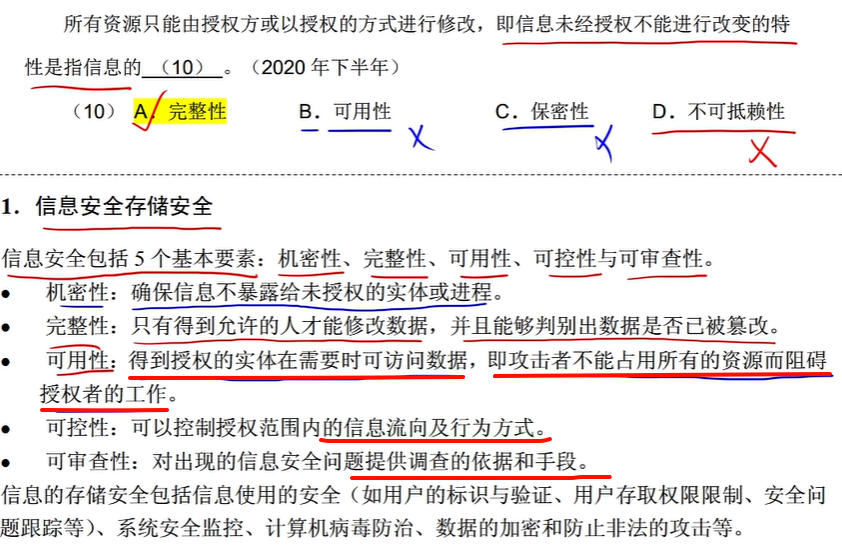 所有资源只能由授权方或以授权的方式进行修改，即信息未经授权不能进行改变的特
性是指信息的 （10） 。（2020 年下半年）
（10） A．完整性 B．可用性 C．保密性 D．不可抵赖性
1．信息安全存储安全
信息安全包括 5 个基本要素：机密性、完整性、可用性、可控性与可审查性。
● 机密性：确保信息不暴露给未授权的实体或进程。
● 完整性：只有得到允许的人才能修改数据，并且能够判别出数据是否已被篡改。
● 可用性：得到授权的实体在需要时可访问数据，即攻击者不能占用所有的资源而阻碍
授权者的工作。
● 可控性：可以控制授权范围内的信息流向及行为方式。
● 可审查性：对出现的信息安全问题提供调查的依据和手段。
信息的存储安全包括信息使用的安全（如用户的标识与验证、用户存取权限限制、安全问
题跟踪等）、系统安全监控、计算机病毒防治、数据的加密和防止非法的攻击等。